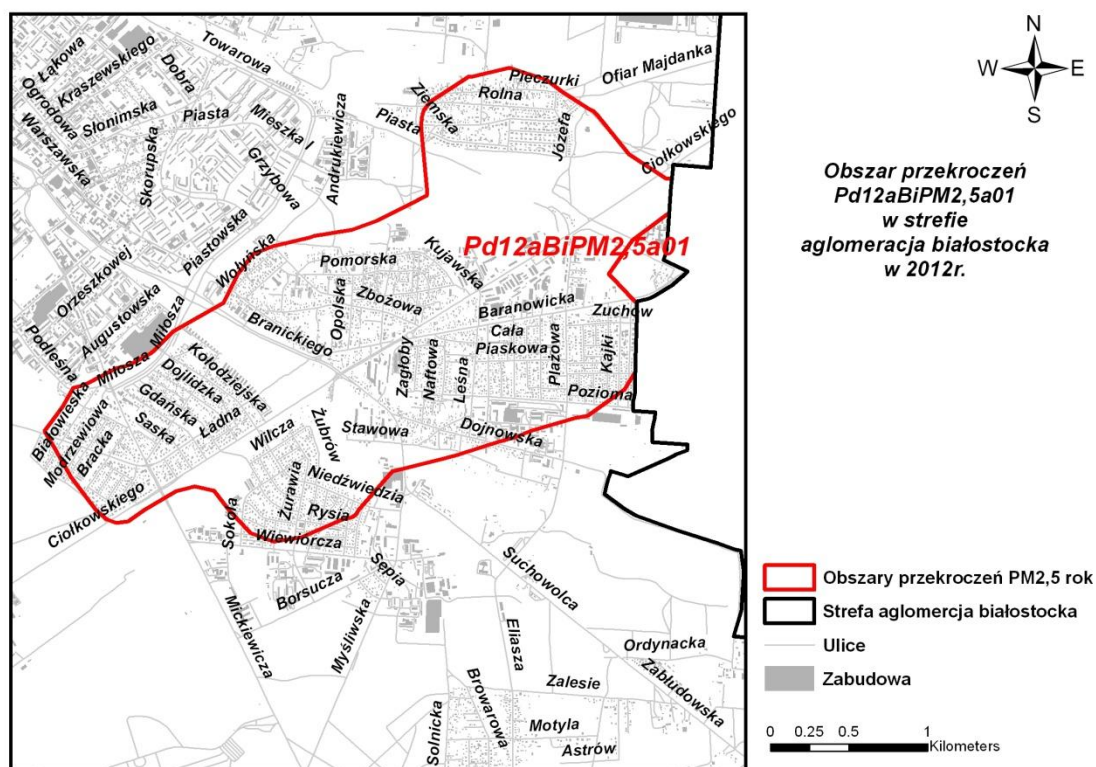 Łąkowa
Kraszewskiego
Ogrodowa
Warszawska
Słonimska
Dobra
Towarowa
Piasta
Skorupska
Mieszka I
Grzybowa
Andrukiewicza
Piasta
Ziemska
Pieczurki
Rolna
Józefa
Ofiar Majdanka
Ciołkowskiego
Orzeszkowej
Piastowska
Wołyńska
Pd12aBiPM2,5a01
Pomorska
Kujawska
Zbożowa
Opolska
Branickiego
Baranowicka
Zuchów
Cała
Piaskowa
Plażowa
Kajki
Zagłoby
Naftowa
Leśna
Pozioma
Podleśna
Augustowska
Miłosza
Miłosza
Kołodziejska
Dojlidzka
Gdańska
Ładna
Saska
Białowieska
Modrzewiowa
Bracka
Ciołkowskiego
Wilcza
Żubrów
Stawowa
Dojnowska
Niedźwiedzia
Żurawia
Rysia
Sokoła
Wiewiórcza
Sępia
Borsucza
Mickiewicza
Myśliwska
Suchowolca
Eliasza
Ordynacka
Zabłudowska
Zalesie
Browarowa
Solnicka
Motyla
Astrów
N
W E
S
Obszar przekroczeń
Pd12aBiPM2,5a01
w strefie
aglomeracja białostocka
w 2012r.
Obszary przekroczeń PM2,5 rok
Strefa aglomercja białostocka
Ulice
Zabudowa
0 0.25 0.5 1
Kilometers